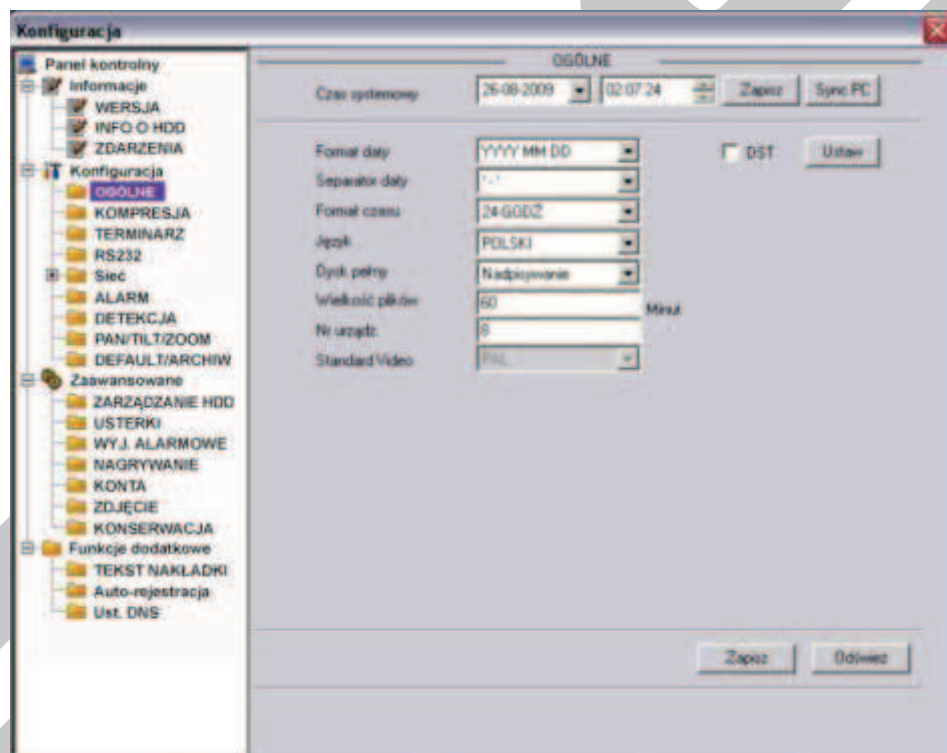 Konfiguracja
Panel kontrolny
Informacje
WERSJA
INFO O HDD
ZDARZENIA
Konfiguracja
OGÓLNE
KOMPRESJA
TERMINARZ
RS232
Sieć
ALARM
DETEKCJA
PAN/TILT/ZOOM
DEFAULT/ARCHIW
Zaawansowane
ZARZĄDZANIE HDD
USTERKI
WYJ. ALARMOWE
NAGRYWANIE
KONTA
ZDJĘCIE
KONSERWACJA
Funkcje dodatkowe
TEKST NAKŁADKI
Auto-rejestracja
Ust. DNS
OGÓLNE
Czas systemowy 26-08-2009 02:07:24 Zapisz Sync PC
Format daty YYYY MM DD DST Ustaw
Separator daty '-'
Format czasu 24-GODZ
Język POLSKI
Dysk pełny Nadpisywanie
Wielkość plików 60 Minut
Nr urządz. 8
Standard Video PAL
Zapisz Odśwież